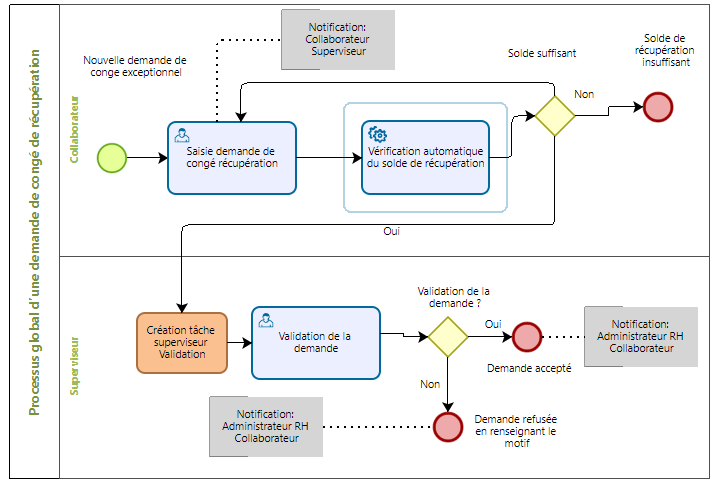 Processus global d'une demande de congé de récupération
Collaborateur
Nouvelle demande de
conge exceptionnel
Notification:
Collaborateur
Superviseur
Solde suffisant
Solde de
récupération
insuffisant
Non
Saisie demande de
congé récupération
Vérification automatique
du solde de récupération
Oui
Superviseur
Création tâche
superviseur
Validation
Validation de la
demande
Validation de la
demande ?
Oui
Notification:
Administrateur RH
Collaborateur
Demande accepté
Non
Notification:
Administrateur RH
Collaborateur
Demande refusée
en renseignant le
motif